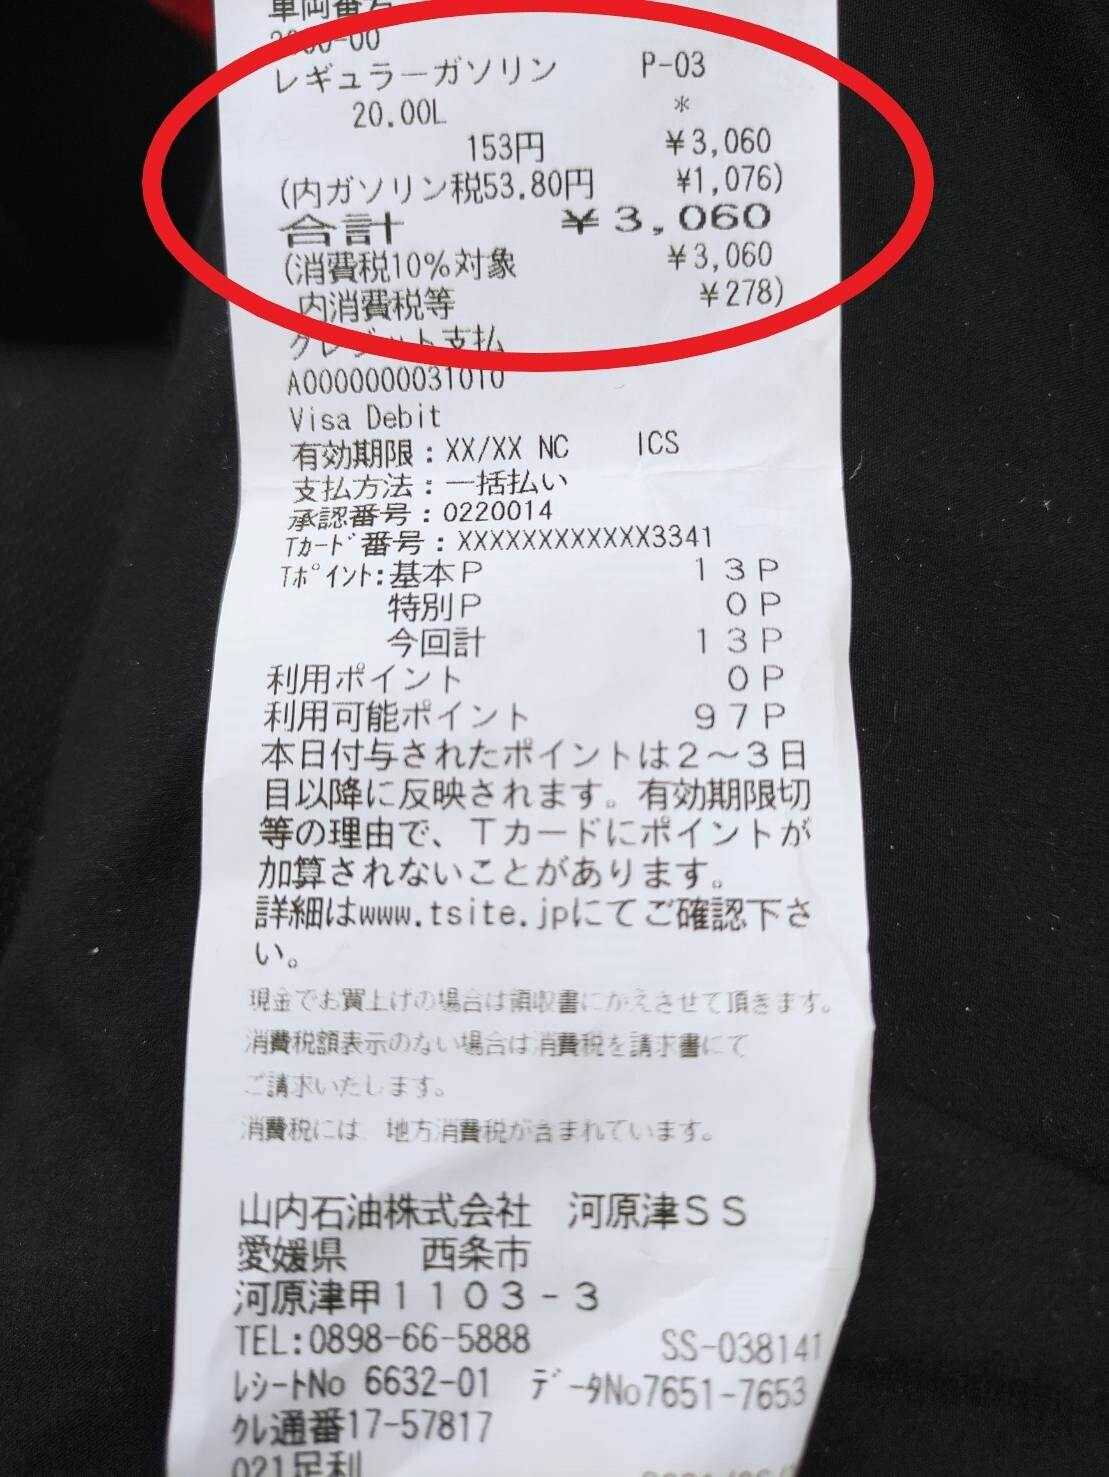 車両番号
レギュラーガソリン P-03
20.00L *
153円 ¥3,060
(内ガソリン税53.80円 ¥1,076)
合計 ¥3,060
(消費税10%対象 ¥3,060
内消費税等 ¥278)
クレジット支払
A0000000031010
Visa Debit
有効期限:XX/XX NC ICS
支払方法:一括払い
承認番号:0220014
Tカード番号:XXXXXXXXXXXX3341
Tポイント:基本P 13P
特別P 0P
今回計 13P
利用ポイント 0P
利用可能ポイント 97P
本日付与されたポイントは2〜3日
目以降に反映されます。有効期限切
等の理由で、Tカードにポイントが
加算されないことがあります。
詳細はwww.tsite.jpにてご確認下さ
い。
現金でお買上げの場合は領収書にかえさせて頂きます。
消費税額表示のない場合は消費税を請求書にて
ご請求いたします。
消費税には、地方消費税が含まれています。
山内石油株式会社 河原津SS
愛媛県 西条市
河原津甲1103-3
TEL:0898-66-5888 SS-038141
レシートNo 6632-01 データNo7651-7653
クレ通番17-57817
021足利